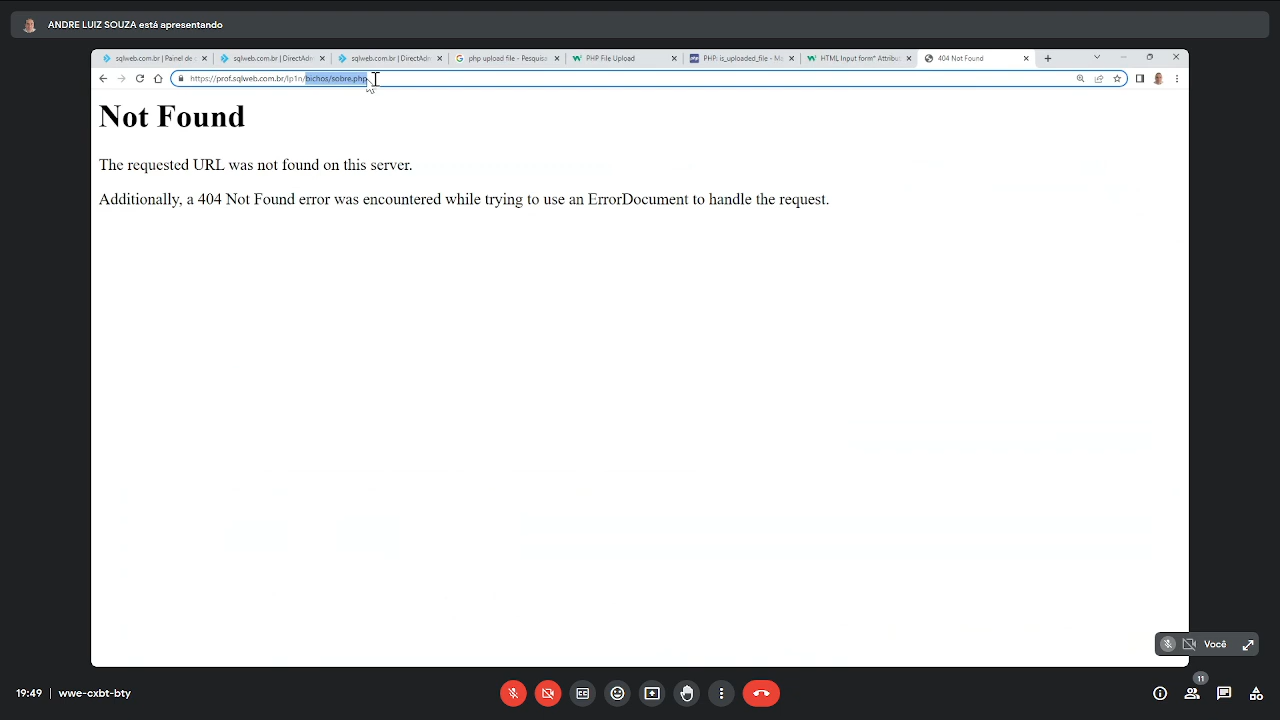 ANDRE LUIZ SOUZA está apresentando
sqlweb.com.br | Painel de
sqlweb.com.br | DirectAdm
sqlweb.com.br | DirectAdm
php upload file - Pesquisa
PHP File Upload
PHP: is_uploaded_file - Ma
HTML Input form* Attribut
404 Not Found
https://prof.sqlweb.com.br/lp1n/bichos/sobre.php
Not Found
The requested URL was not found on this server.
Additionally, a 404 Not Found error was encountered while trying to use an ErrorDocument to handle the request.
Você
19:49 | wwe-cxbt-bty
11